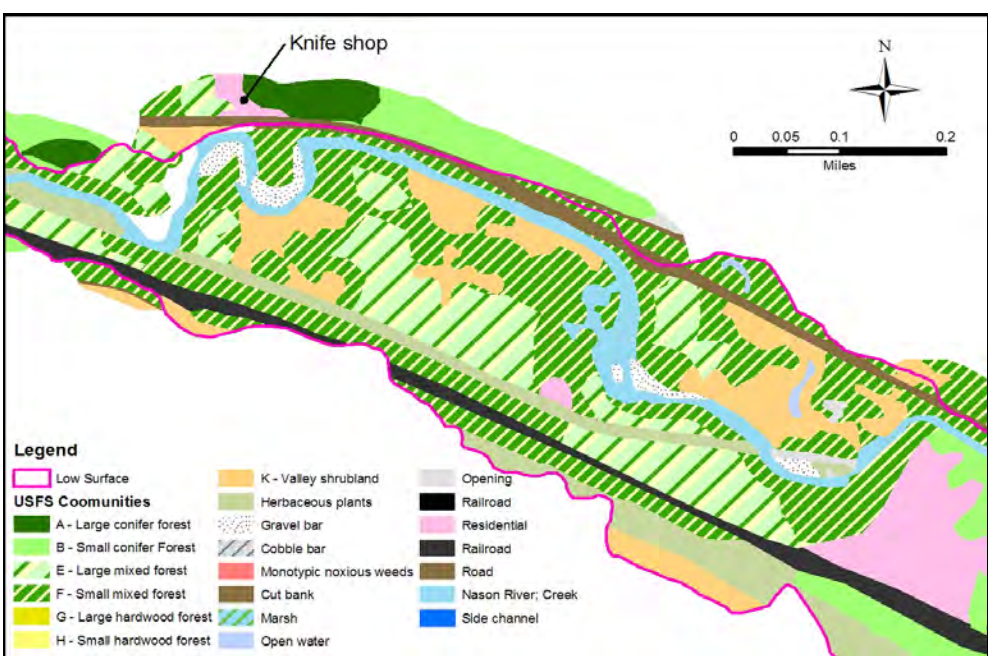 Knife shop
N
0 0.05 0.1 0.2
Miles
Legend
Low Surface
USFS Coomunities
A - Large conifer forest
B - Small conifer Forest
E - Large mixed forest
F - Small mixed forest
G - Large hardwood forest
H - Small hardwood forest
K - Valley shrubland
Herbaceous plants
Gravel bar
Cobble bar
Monotypic noxious weeds
Cut bank
Marsh
Open water
Opening
Railroad
Residential
Railroad
Road
Nason River; Creek
Side channel